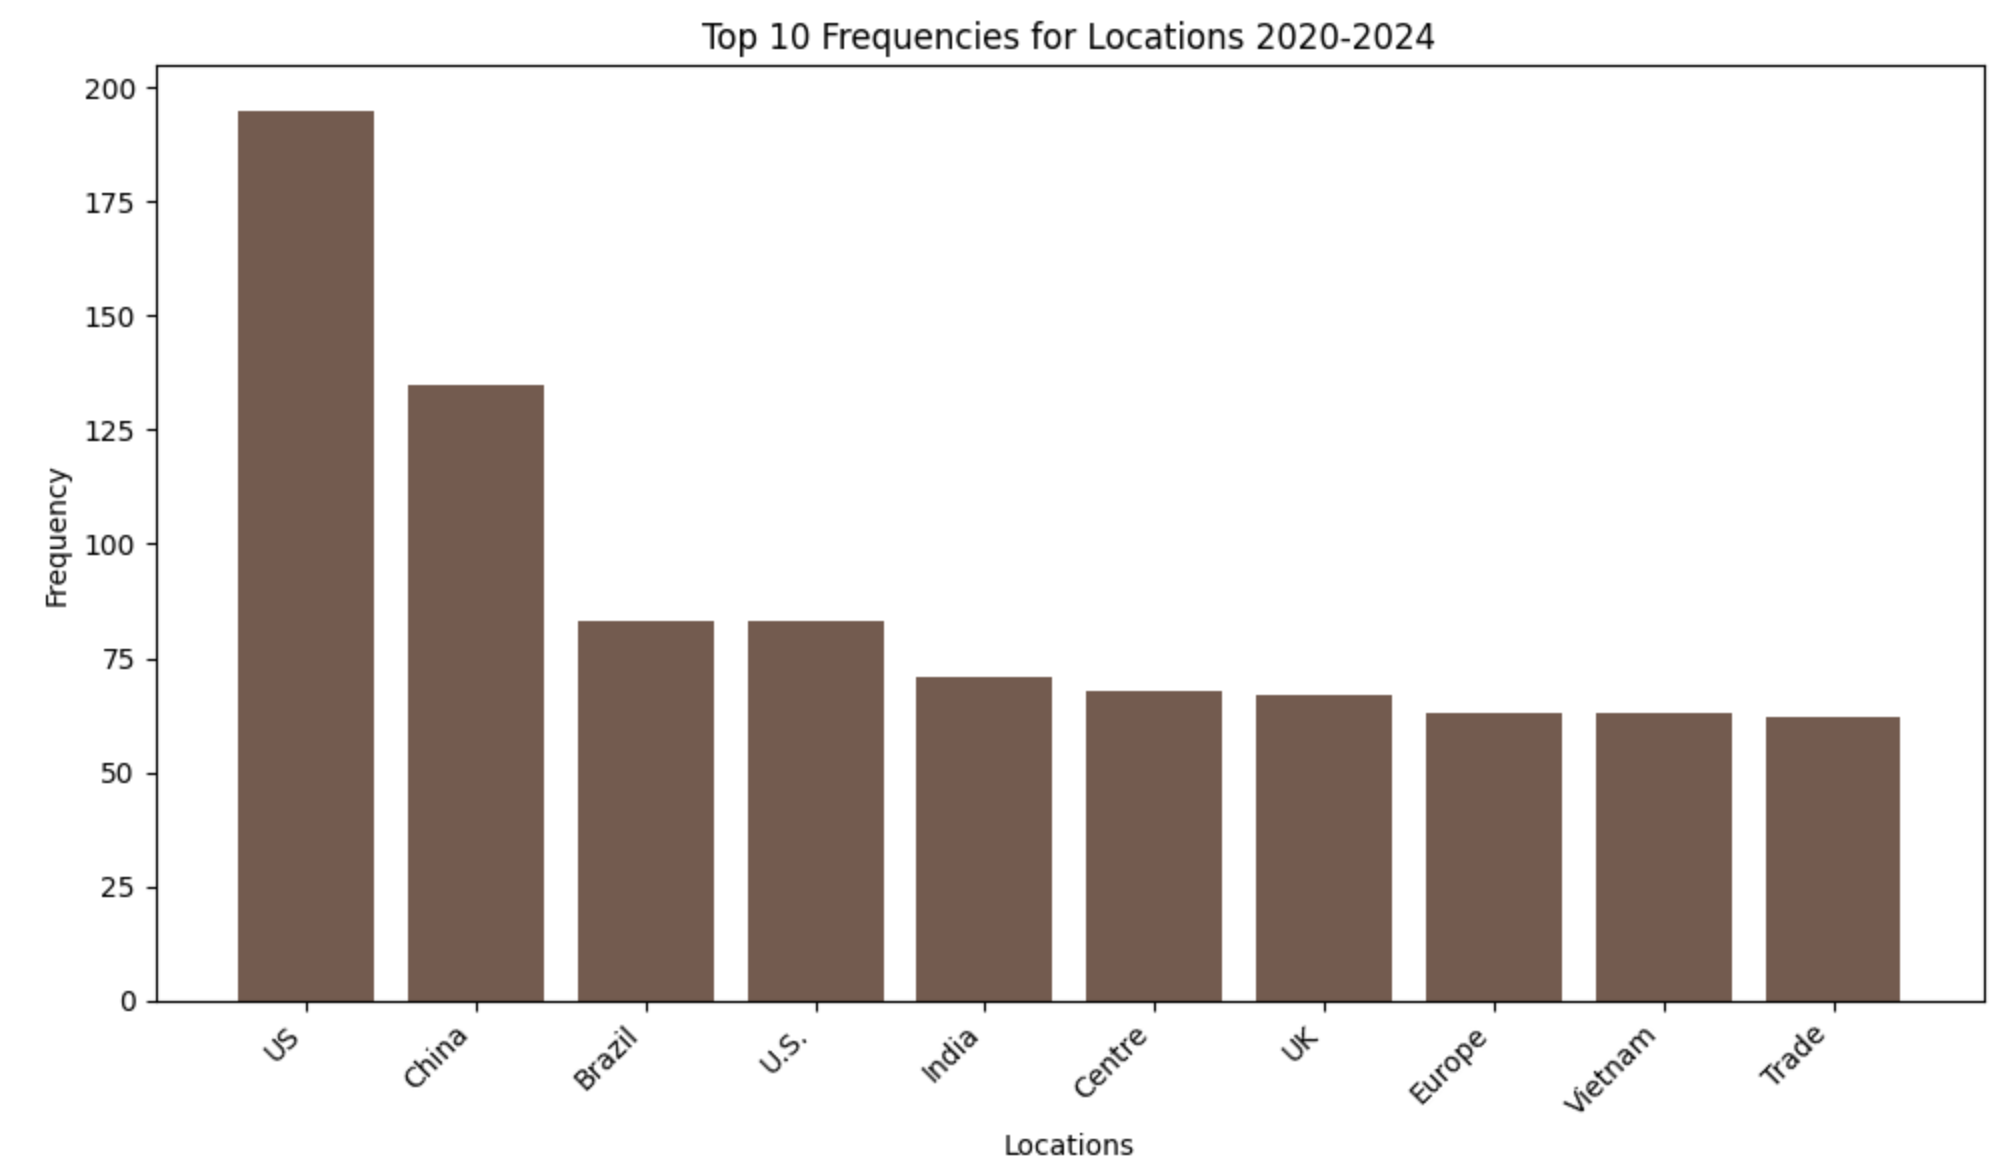 Top 10 Frequencies for Locations 2020-2024
Frequency
200
175
150
125
100
75
50
25
0
US
China
Brazil
U.S.
India
Centre
UK
Europe
Vietnam
Trade
Locations